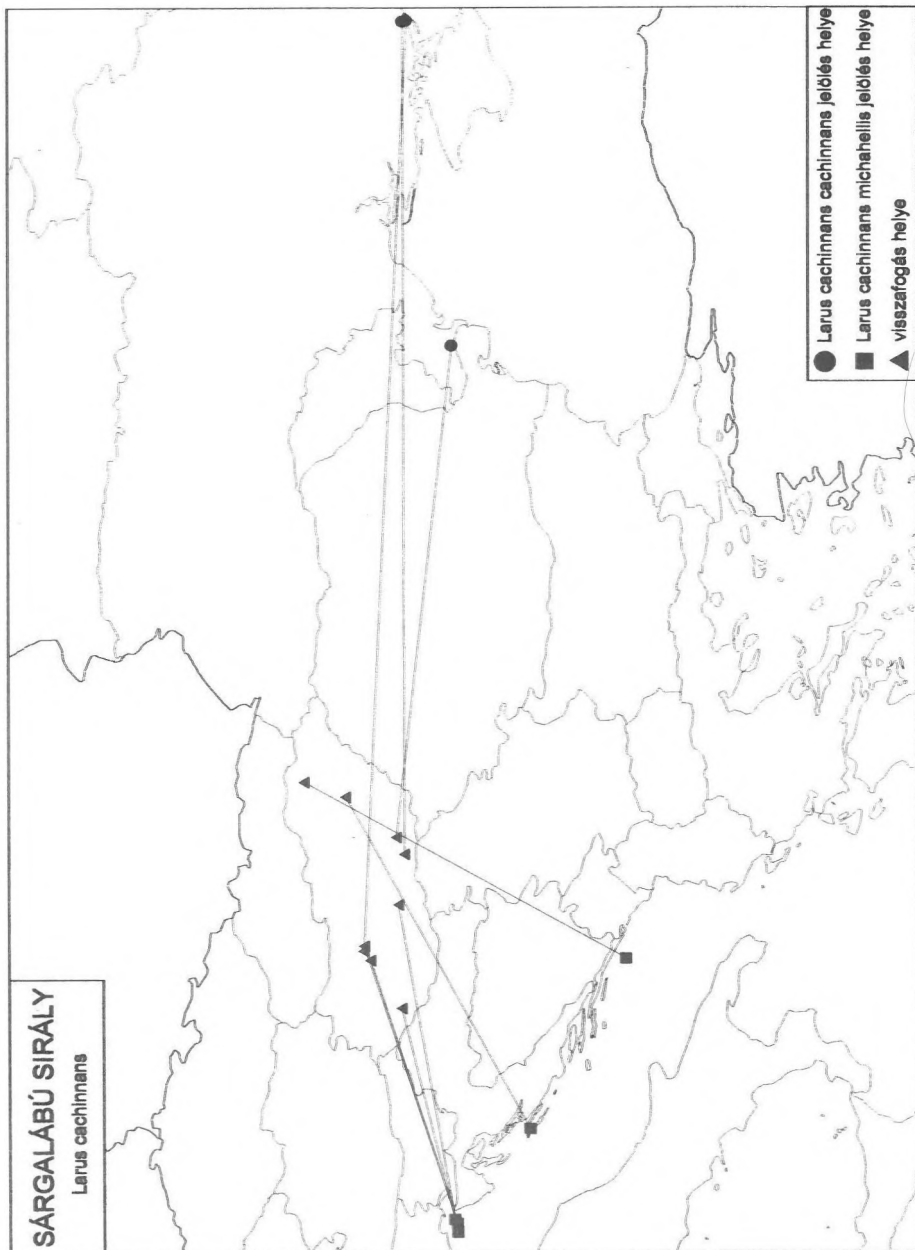 SÁRGALÁBÚ SIRÁLY
Larus cachinnans
Larus cachinnans cachinnans jelölés helye
Larus cachinnans michahellis jelölés helye
visszafogás helye